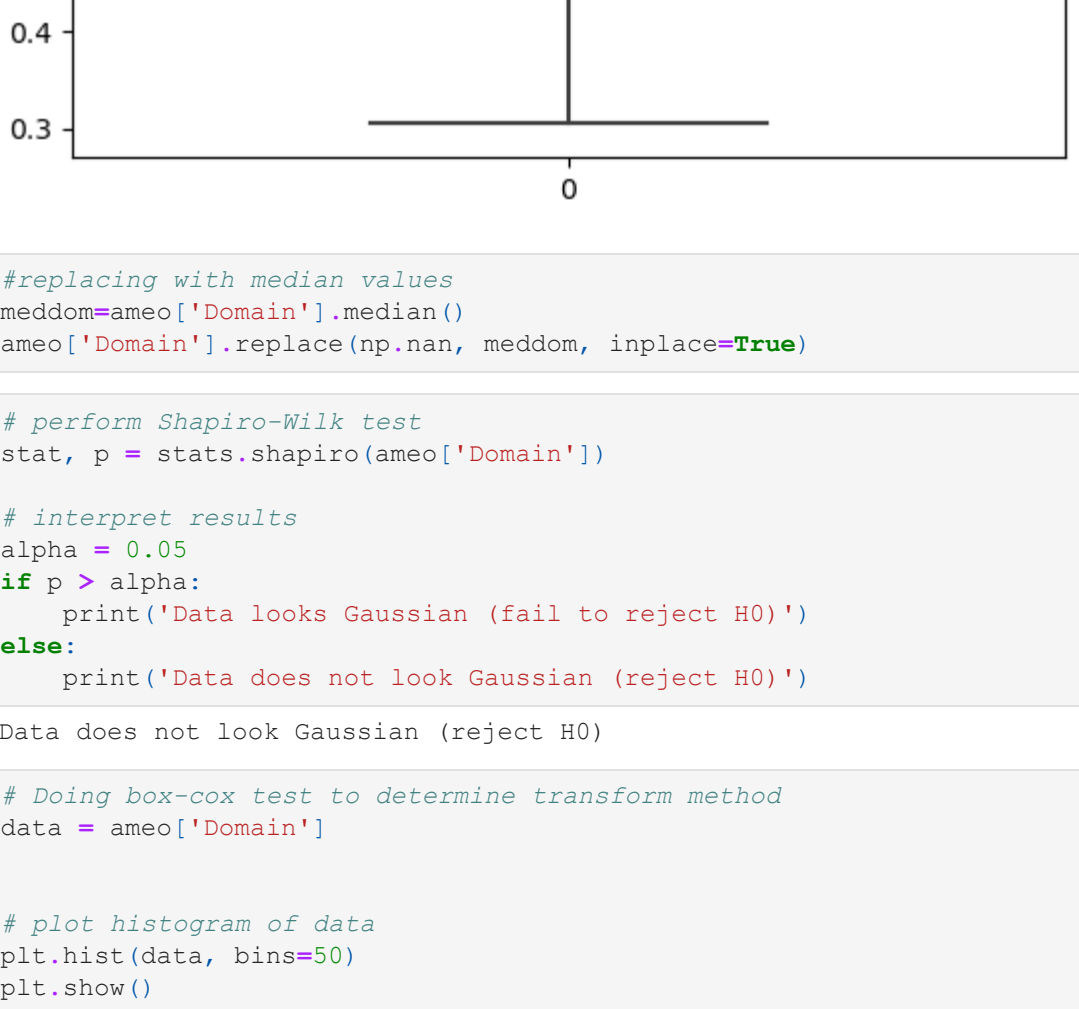 0.4
0.3
0
#replacing with median values
meddom=ameo['Domain'].median()
ameo['Domain'].replace(np.nan, meddom, inplace=True)
# perform Shapiro-Wilk test
stat, p = stats.shapiro(ameo['Domain'])
# interpret results
alpha = 0.05
if p > alpha:
    print('Data looks Gaussian (fail to reject H0)')
else:
    print('Data does not look Gaussian (reject H0)')
Data does not look Gaussian (reject H0)
# Doing box-cox test to determine transform method
data = ameo['Domain']
# plot histogram of data
plt.hist(data, bins=50)
plt.show()